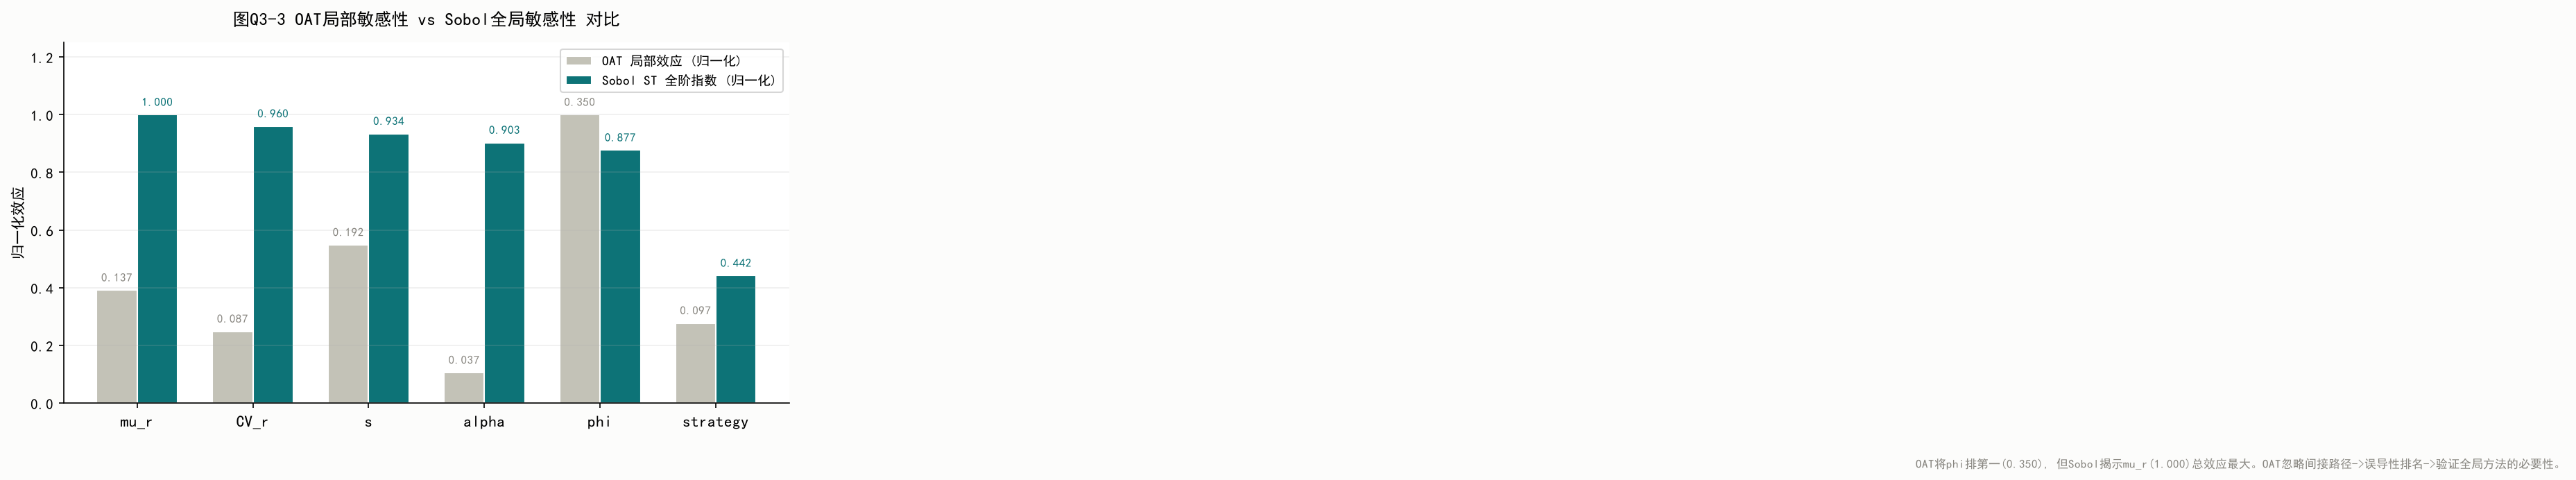 图Q3-3 OAT局部敏感性 vs Sobol全局敏感性 对比
OAT 局部效应 (归一化)
Sobol ST 全阶指数 (归一化)
归一化效应
1.2
1.0
0.8
0.6
0.4
0.2
0.0
0.137
1.000
0.087
0.960
0.192
0.934
0.037
0.903
0.350
0.877
0.097
0.442
mu_r
CV_r
s
alpha
phi
strategy
OAT将phi排第一(0.350), 但Sobol揭示mu_r(1.000)总效应最大。OAT忽略间接路径->误导性排名->验证全局方法的必要性。